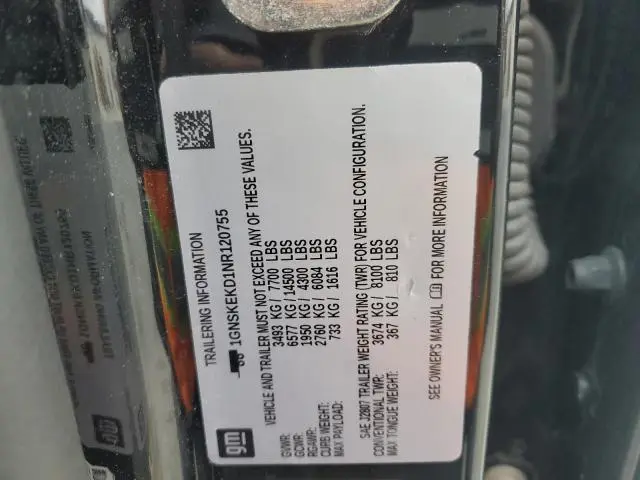 TRAILERING INFORMATION
1GNSKEKD1NR120755
VEHICLE AND TRAILER MUST NOT EXCEED ANY OF THESE VALUES.
GVWR: 3493 KG / 7700 LBS
GCWR: 6577 KG / 14500 LBS
RGAWR: 1950 KG / 4300 LBS
CURB WEIGHT: 2760 KG / 6084 LBS
MAX PAYLOAD: 733 KG / 1616 LBS
SAE J2807 TRAILER WEIGHT RATING (TWR) FOR VEHICLE CONFIGURATION.
CONVENTIONAL TWR: 3674 KG / 8100 LBS
MAX TONGUE WEIGHT: 367 KG / 810 LBS
SEE OWNER'S MANUAL FOR MORE INFORMATION
gm